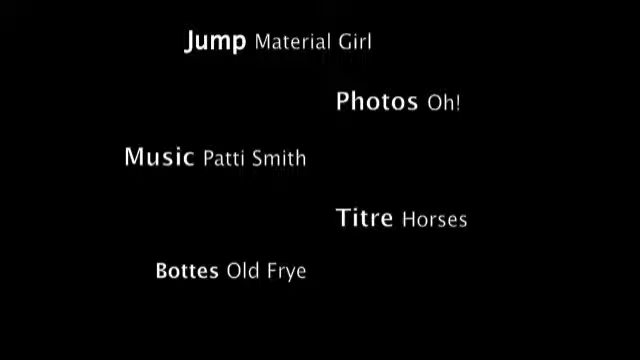 Jump Material Girl
Photos Oh!
Music Patti Smith
Titre Horses
Bottes Old Frye